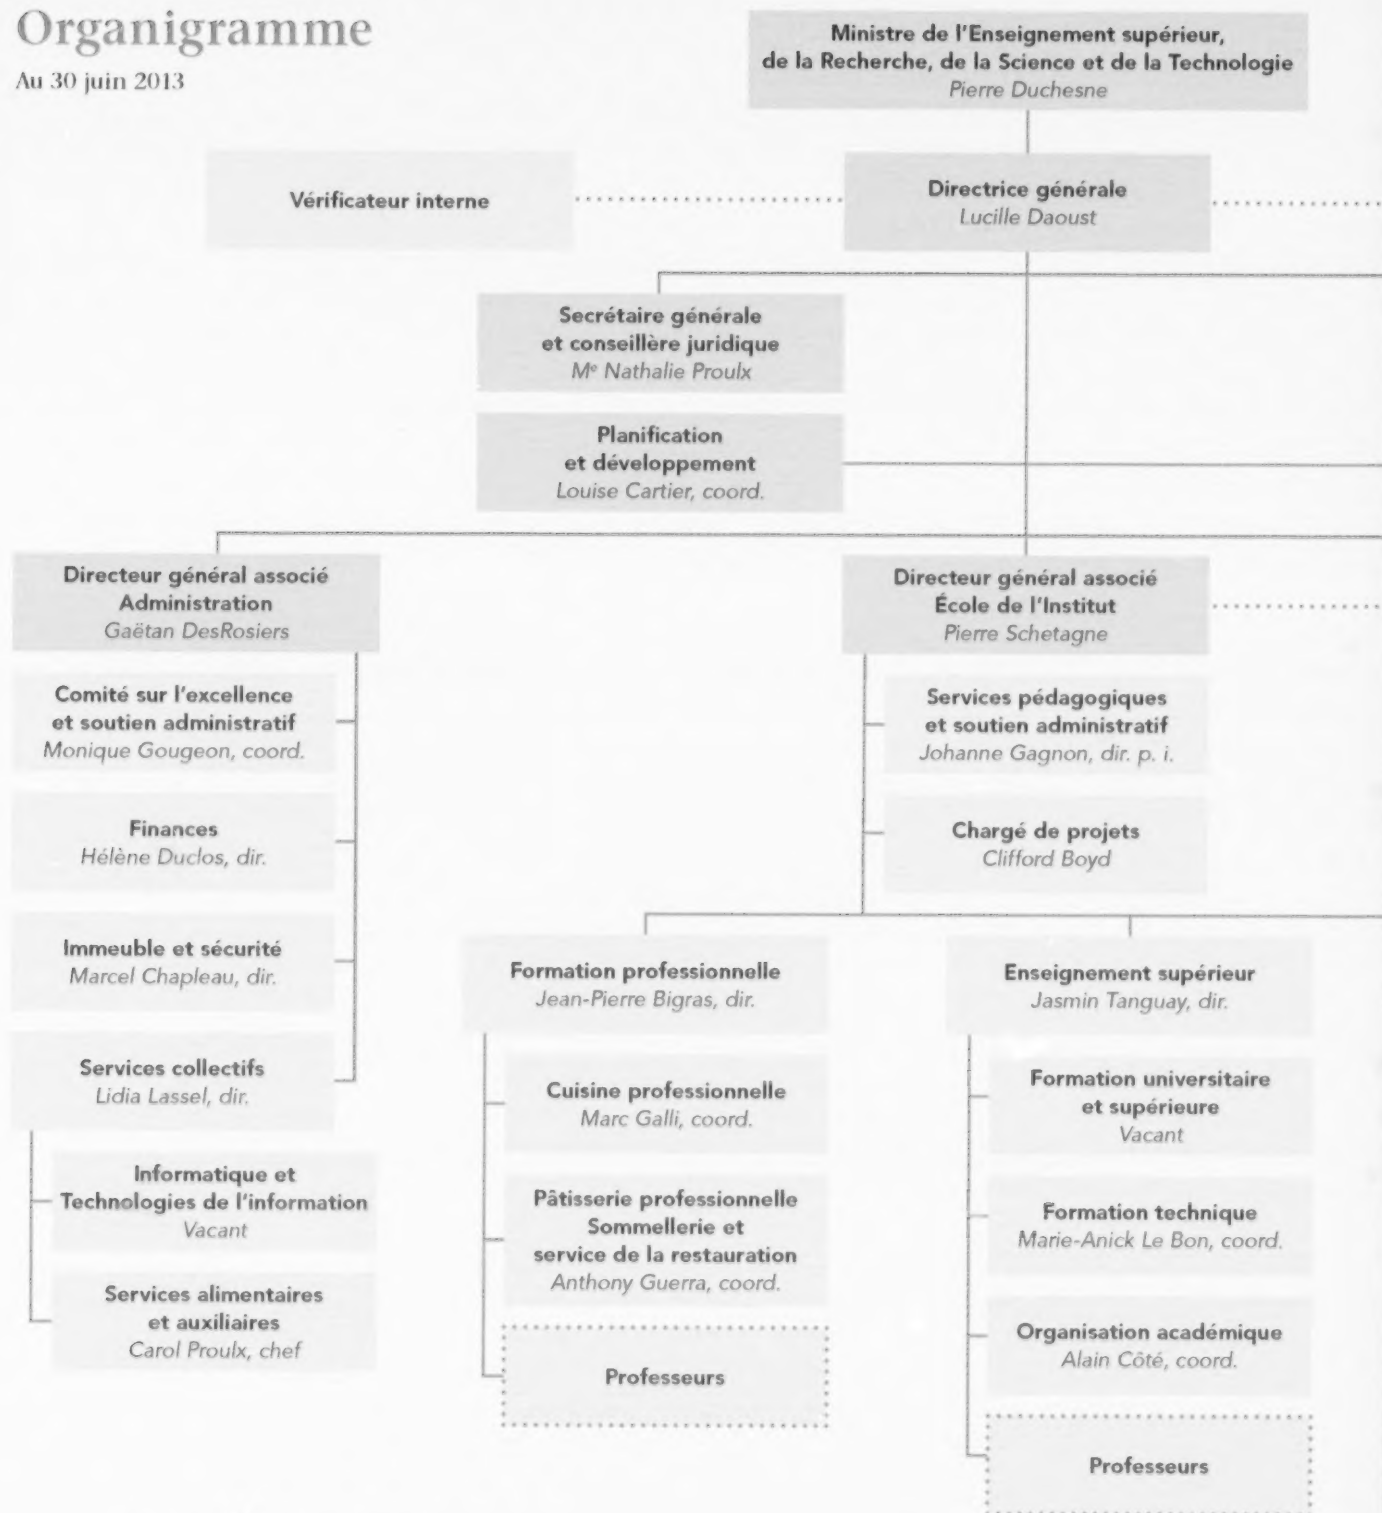 Organigramme
Au 30 juin 2013
Ministre de l'Enseignement supérieur,
de la Recherche, de la Science et de la Technologie
Pierre Duchesne
Vérificateur interne
Directrice générale
Lucille Daoust
Secrétaire générale
et conseillère juridique
Mᵉ Nathalie Proulx
Planification
et développement
Louise Cartier, coord.
Directeur général associé
Administration
Gaëtan DesRosiers
Comité sur l'excellence
et soutien administratif
Monique Gougeon, coord.
Finances
Hélène Duclos, dir.
Immeuble et sécurité
Marcel Chapleau, dir.
Services collectifs
Lidia Lassel, dir.
Informatique et
Technologies de l'information
Vacant
Services alimentaires
et auxiliaires
Carol Proulx, chef
Directeur général associé
École de l'Institut
Pierre Schetagne
Services pédagogiques
et soutien administratif
Johanne Gagnon, dir. p. i.
Chargé de projets
Clifford Boyd
Formation professionnelle
Jean-Pierre Bigras, dir.
Cuisine professionnelle
Marc Galli, coord.
Pâtisserie professionnelle
Sommellerie et
service de la restauration
Anthony Guerra, coord.
Professeurs
Enseignement supérieur
Jasmin Tanguay, dir.
Formation universitaire
et supérieure
Vacant
Formation technique
Marie-Anick Le Bon, coord.
Organisation académique
Alain Côté, coord.
Professeurs